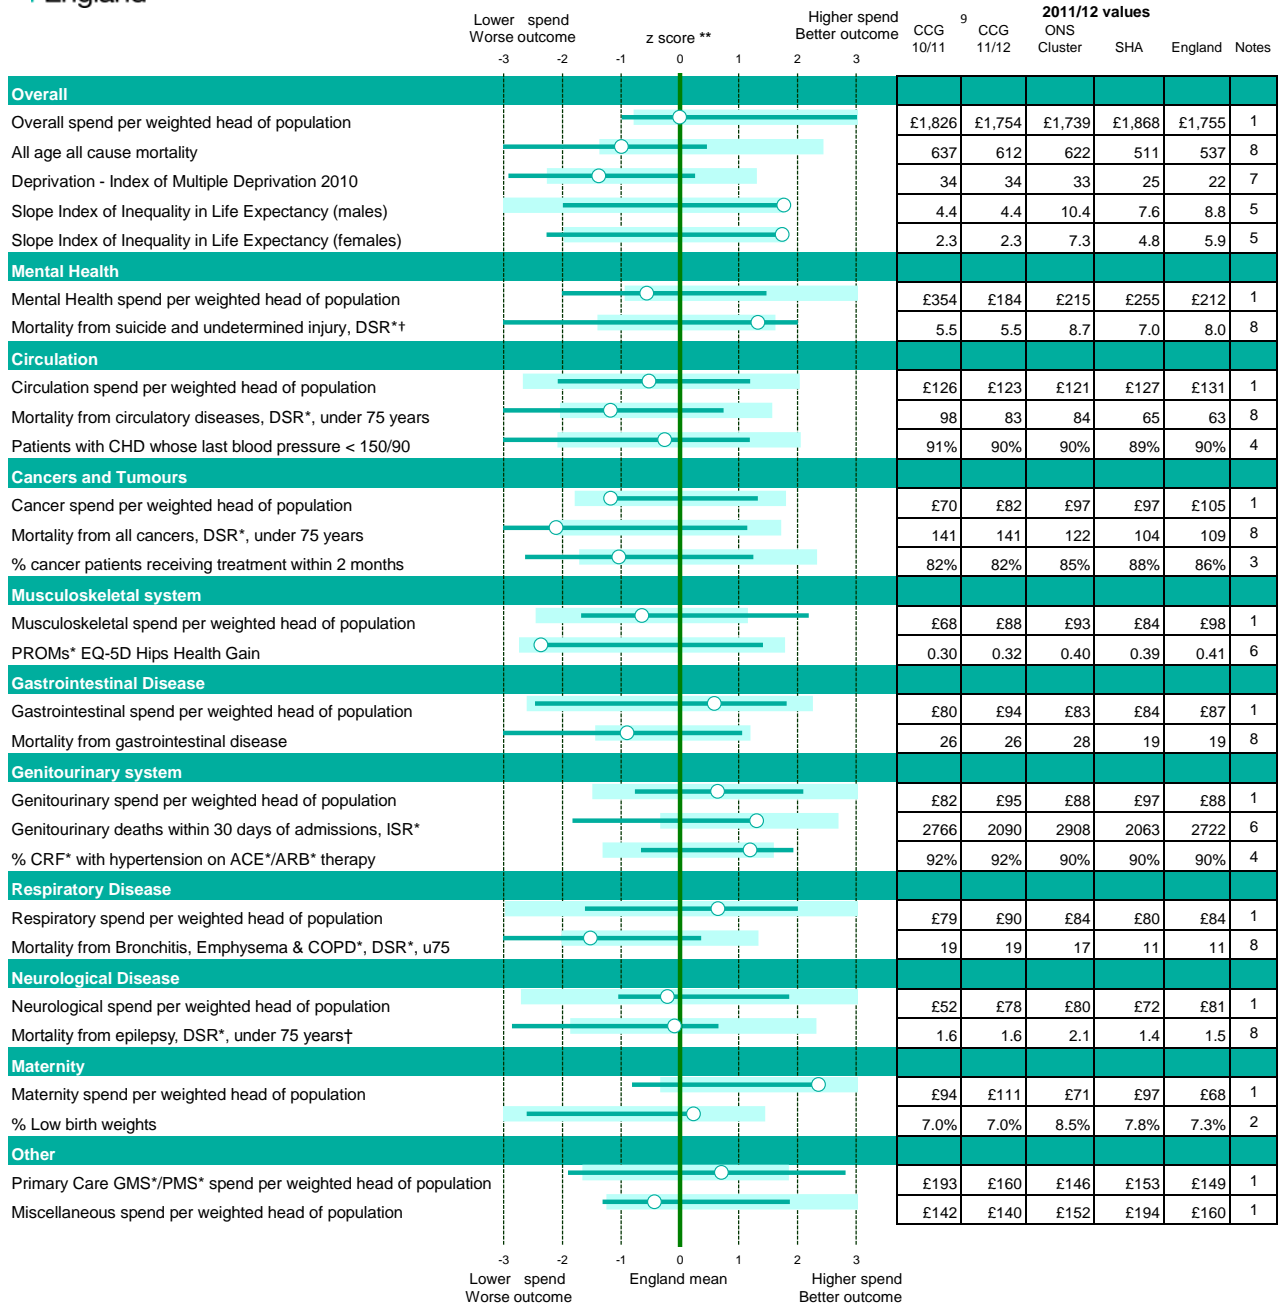 England
Lower spend Higher spend 9 2011/12 values
Worse outcome z score ** Better outcome CCG 10/11 CCG 11/12 ONS Cluster SHA England Notes
-3 -2 -1 0 1 2 3
Overall
Overall spend per weighted head of population £1,826 £1,754 £1,739 £1,868 £1,755 1
All age all cause mortality 637 612 622 511 537 8
Deprivation - Index of Multiple Deprivation 2010 34 34 33 25 22 7
Slope Index of Inequality in Life Expectancy (males) 4.4 4.4 10.4 7.6 8.8 5
Slope Index of Inequality in Life Expectancy (females) 2.3 2.3 7.3 4.8 5.9 5
Mental Health
Mental Health spend per weighted head of population £354 £184 £215 £255 £212 1
Mortality from suicide and undetermined injury, DSR*† 5.5 5.5 8.7 7.0 8.0 8
Circulation
Circulation spend per weighted head of population £126 £123 £121 £127 £131 1
Mortality from circulatory diseases, DSR*, under 75 years 98 83 84 65 63 8
Patients with CHD whose last blood pressure < 150/90 91% 90% 90% 89% 90% 4
Cancers and Tumours
Cancer spend per weighted head of population £70 £82 £97 £97 £105 1
Mortality from all cancers, DSR*, under 75 years 141 141 122 104 109 8
% cancer patients receiving treatment within 2 months 82% 82% 85% 88% 86% 3
Musculoskeletal system
Musculoskeletal spend per weighted head of population £68 £88 £93 £84 £98 1
PROMs* EQ-5D Hips Health Gain 0.30 0.32 0.40 0.39 0.41 6
Gastrointestinal Disease
Gastrointestinal spend per weighted head of population £80 £94 £83 £84 £87 1
Mortality from gastrointestinal disease 26 26 28 19 19 8
Genitourinary system
Genitourinary spend per weighted head of population £82 £95 £88 £97 £88 1
Genitourinary deaths within 30 days of admissions, ISR* 2766 2090 2908 2063 2722 6
% CRF* with hypertension on ACE*/ARB* therapy 92% 92% 90% 90% 90% 4
Respiratory Disease
Respiratory spend per weighted head of population £79 £90 £84 £80 £84 1
Mortality from Bronchitis, Emphysema & COPD*, DSR*, u75 19 19 17 11 11 8
Neurological Disease
Neurological spend per weighted head of population £52 £78 £80 £72 £81 1
Mortality from epilepsy, DSR*, under 75 years† 1.6 1.6 2.1 1.4 1.5 8
Maternity
Maternity spend per weighted head of population £94 £111 £71 £97 £68 1
% Low birth weights 7.0% 7.0% 8.5% 7.8% 7.3% 2
Other
Primary Care GMS*/PMS* spend per weighted head of population £193 £160 £146 £153 £149 1
Miscellaneous spend per weighted head of population £142 £140 £152 £194 £160 1
-3 -2 -1 0 1 2 3
Lower spend England mean Higher spend
Worse outcome Better outcome